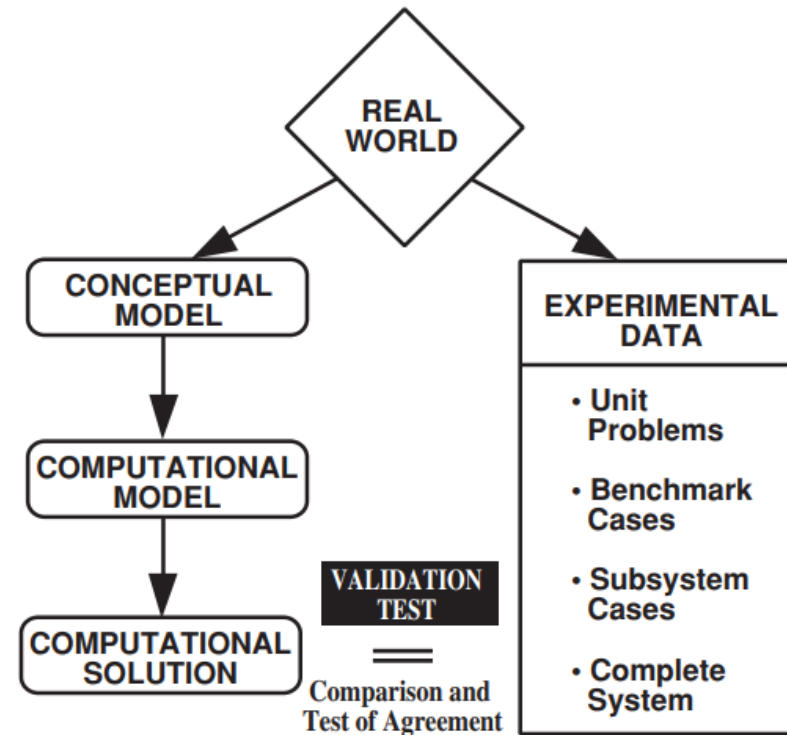 REAL
WORLD
CONCEPTUAL
MODEL
COMPUTATIONAL
MODEL
COMPUTATIONAL
SOLUTION
VALIDATION
TEST
=
Comparison and
Test of Agreement
EXPERIMENTAL
DATA
• Unit
Problems
• Benchmark
Cases
• Subsystem
Cases
• Complete
System